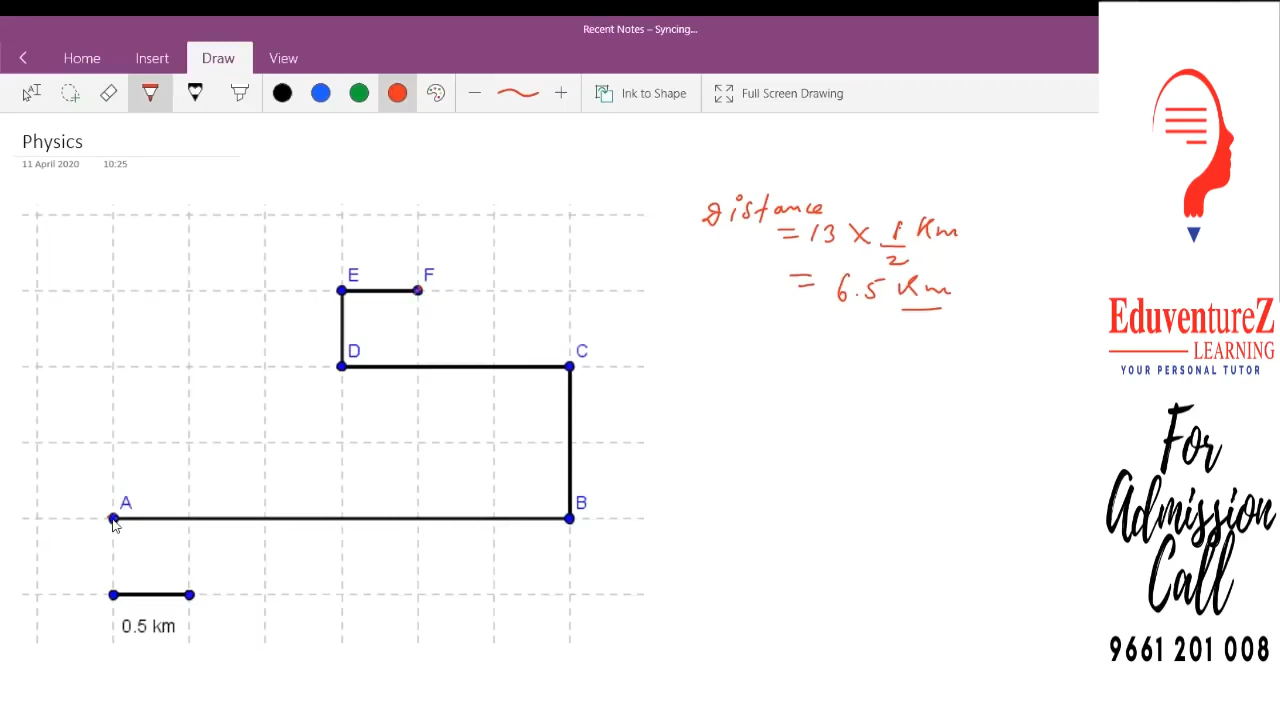 Recent Notes – Syncing...
Home Insert Draw View
Ink to Shape Full Screen Drawing
Physics
11 April 2020 10:25
distance
= 13 × 1/2 Km
= 6.5 Km
E F
D C
A B
0.5 km
EduventureZ
LEARNING
YOUR PERSONAL TUTOR
For
Admission
Call
9661 201 008